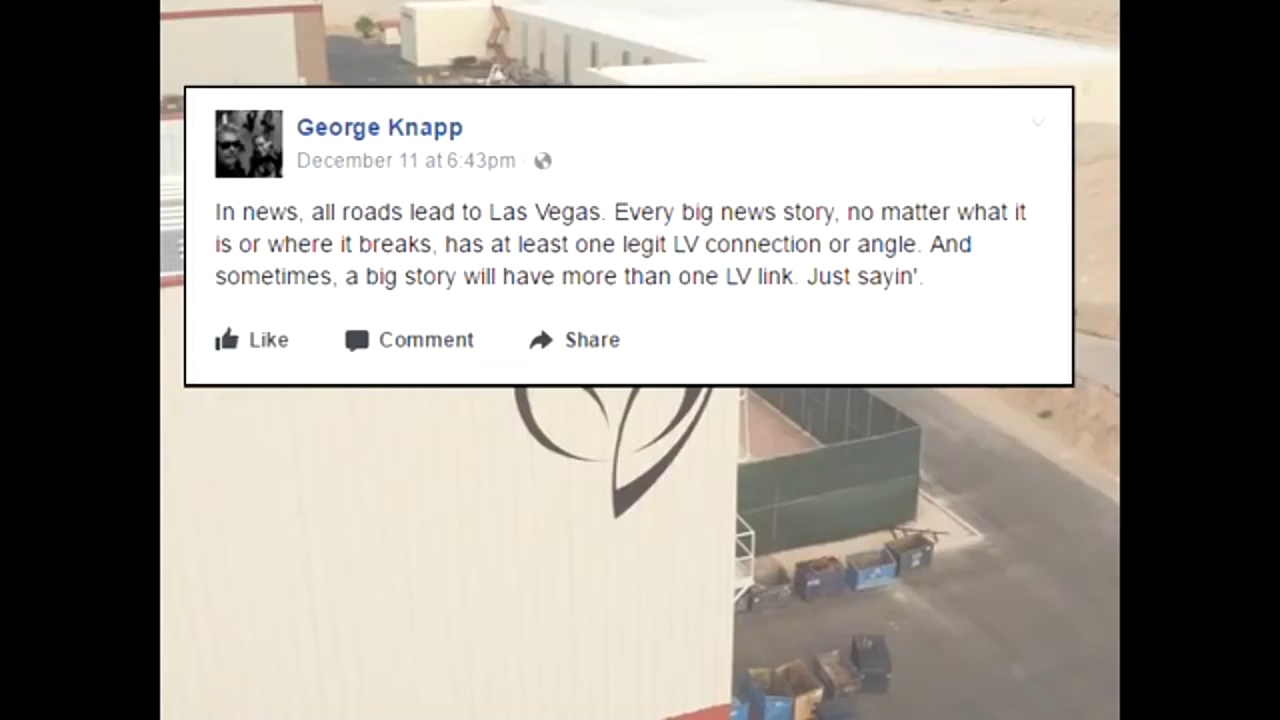 George Knapp
December 11 at 6:43pm ·
In news, all roads lead to Las Vegas. Every big news story, no matter what it
is or where it breaks, has at least one legit LV connection or angle. And
sometimes, a big story will have more than one LV link. Just sayin'.
Like Comment Share